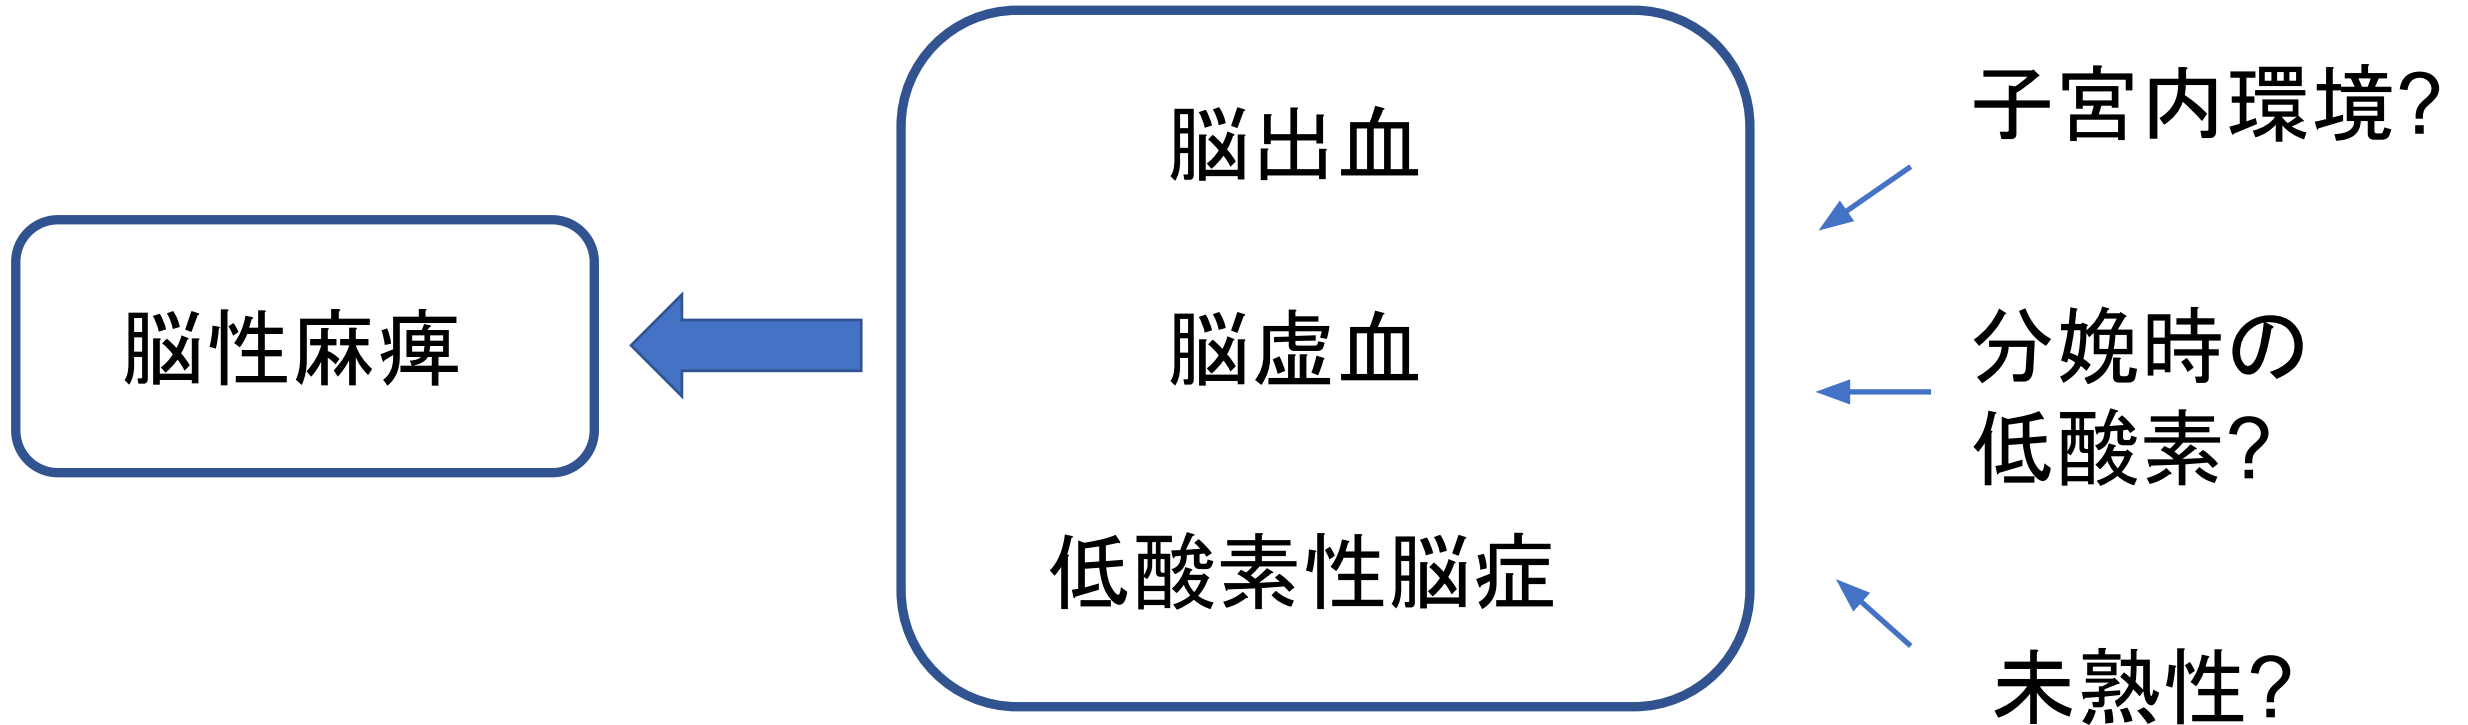 脳性麻痺
脳出血
脳虚血
低酸素性脳症
子宮内環境?
分娩時の
低酸素?
未熟性?